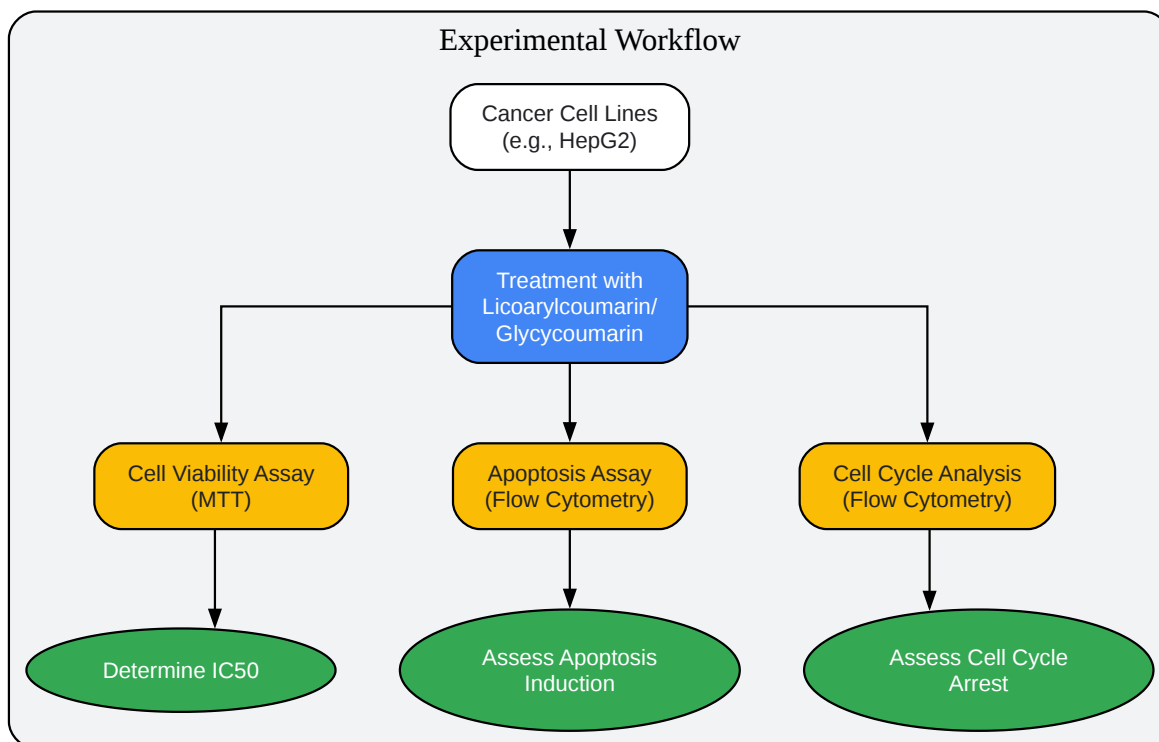 Experimental Workflow
Cancer Cell Lines
(e.g., HepG2)
Treatment with
Licoarylcoumarin/
Glycycoumarin
Cell Viability Assay
(MTT)
Apoptosis Assay
(Flow Cytometry)
Cell Cycle Analysis
(Flow Cytometry)
Determine IC50
Assess Apoptosis
Induction
Assess Cell Cycle
Arrest